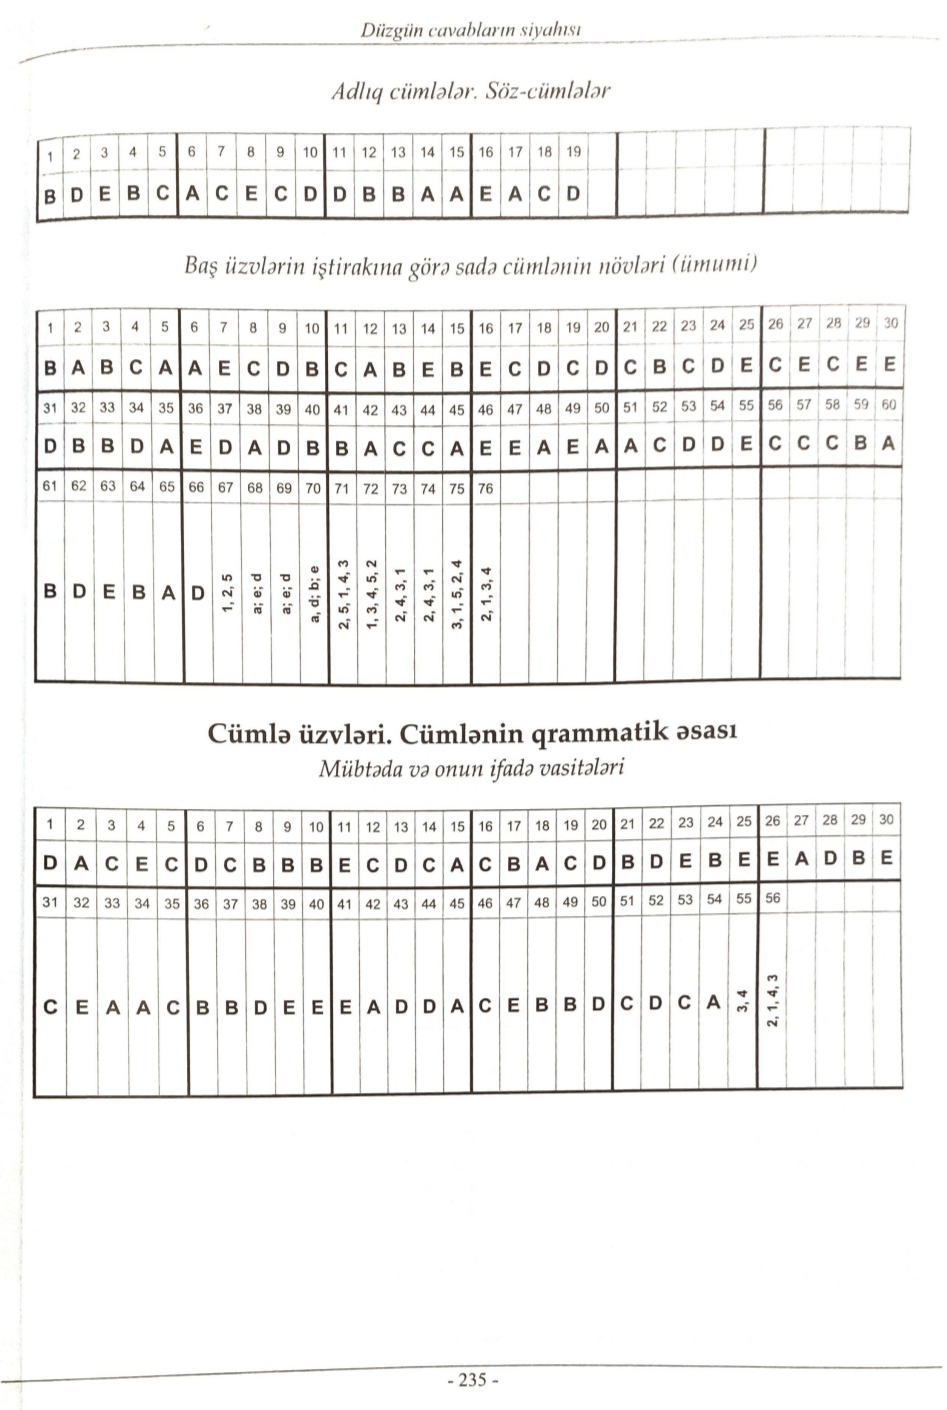 Düzgün cavabların siyahısı
Adlıq cümlələr. Söz-cümlələr
1 2 3 4 5 6 7 8 9 10 11 12 13 14 15 16 17 18 19
B D E B C A C E C D D B B A A E A C D
Baş üzvlərin iştirakına görə sadə cümlənin növləri (ümumi)
1 2 3 4 5 6 7 8 9 10 11 12 13 14 15 16 17 18 19 20 21 22 23 24 25 26 27 28 29 30
B A B C A A E C D B C A B E B E C D C D C B C D E C E C E E
31 32 33 34 35 36 37 38 39 40 41 42 43 44 45 46 47 48 49 50 51 52 53 54 55 56 57 58 59 60
D B B D A E D A D B B A C C A E E A E A A C D D E C C C B A
61 62 63 64 65 66 67 68 69 70 71 72 73 74 75 76
B D E B A D 1, 2, 5 a; e; d a; e; d a, d; b; e 2, 5, 1, 4, 3 1, 3, 4, 5, 2 2, 4, 3, 1 2, 4, 3, 1 3, 1, 5, 2, 4 2, 1, 3, 4
Cümlə üzvləri. Cümlənin qrammatik əsası
Mübtəda və onun ifadə vasitələri
1 2 3 4 5 6 7 8 9 10 11 12 13 14 15 16 17 18 19 20 21 22 23 24 25 26 27 28 29 30
D A C E C D C B B B E C D C A C B A C D B D E B E E A D B E
31 32 33 34 35 36 37 38 39 40 41 42 43 44 45 46 47 48 49 50 51 52 53 54 55 56
C E A A C B B D E E E A D D A C E B B D C D C A 3, 4 2, 1, 4, 3
- 235 -